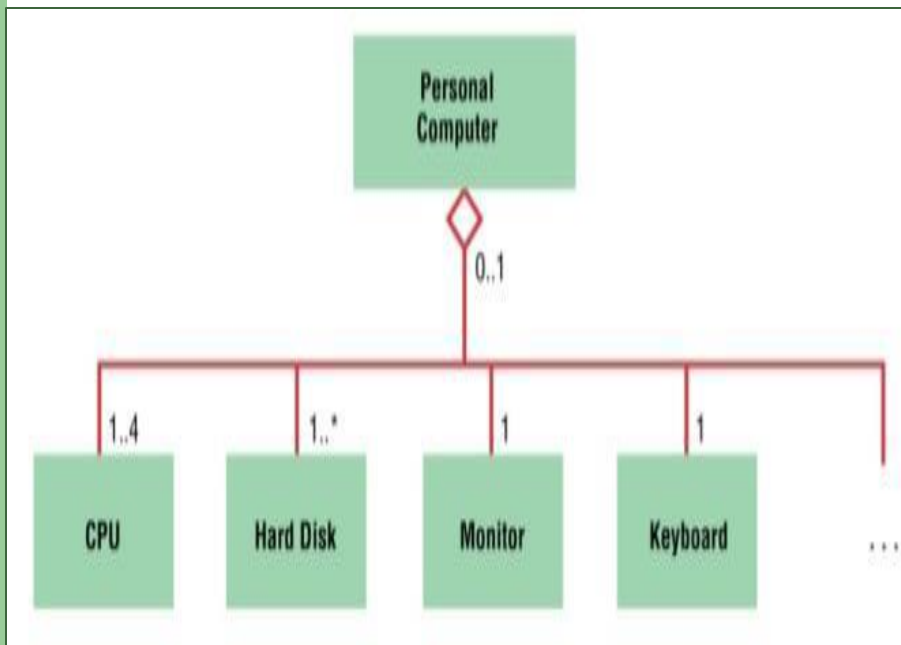 Personal
Computer
0..1
1..4
1..*
1
1
CPU
Hard Disk
Monitor
Keyboard
...